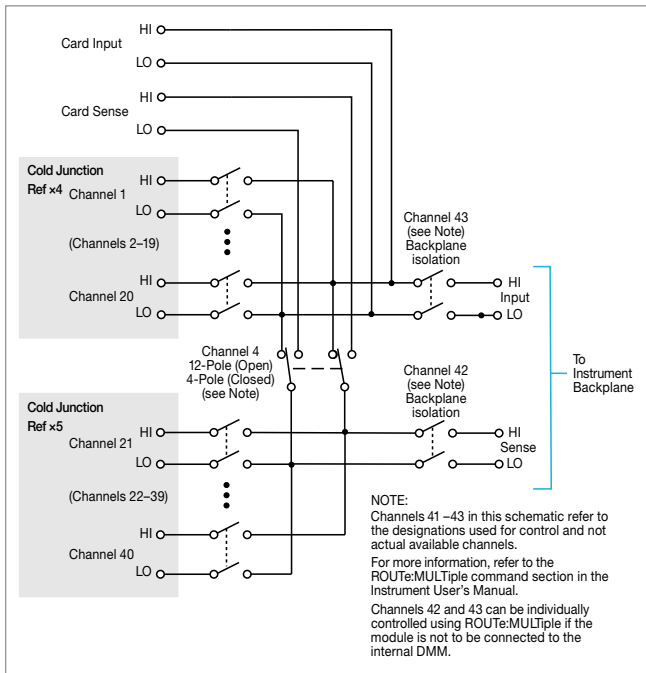 HI
Card Input
LO
HI
Card Sense
LO
Cold Junction
Ref ×4
HI
Channel 1
LO
(Channels 2–19)
HI
Channel 20
LO
Channel 43
(see Note)
Backplane
isolation
HI
Input
LO
Channel 4
12-Pole (Open)
4-Pole (Closed)
(see Note)
Channel 42
(see Note)
Backplane
isolation
To
Instrument
Backplane
Cold Junction
Ref ×5
HI
Channel 21
LO
(Channels 22–39)
HI
Channel 40
LO
HI
Sense
LO
NOTE:
Channels 41 –43 in this schematic refer to
the designations used for control and not
actual available channels.
For more information, refer to the
ROUTe:MULTiple command section in the
Instrument User's Manual.
Channels 42 and 43 can be individually
controlled using ROUTe:MULTiple if the
module is not to be connected to the
internal DMM.